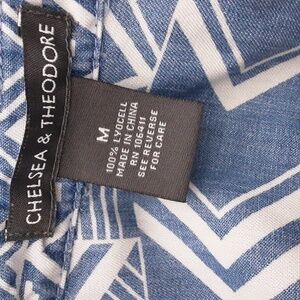 CHELSEA & THEODORE
M
100% LYOCELL
MADE IN CHINA
RN 106411
SEE REVERSE
FOR CARE